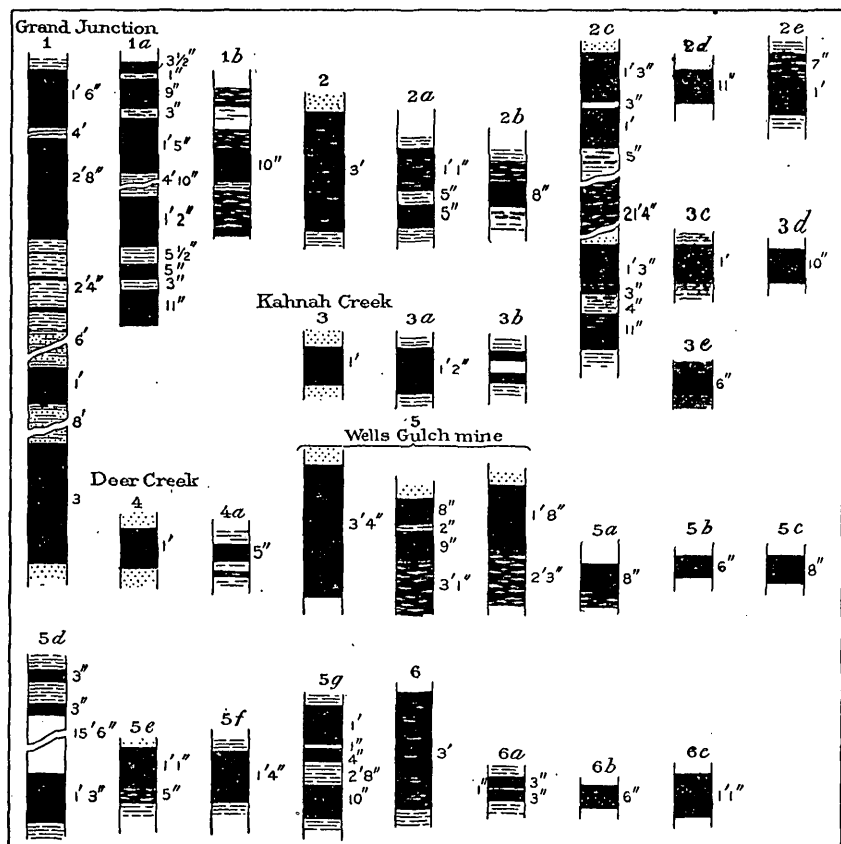 Grand Junction
1
1' 6"
4'
2' 8"
2' 4"
6'
1'
8'
3
1a
3½"
1"
9"
3"
1' 5"
4' 10"
1' 2"
5½"
5"
3"
11"
1b
10"
2
3'
2a
1' 1"
5"
5"
2b
8"
2c
1' 3"
3"
1'
5"
21' 4"
1' 3"
3"
4"
11"
2d
11"
2e
7"
1'
Kahnah Creek
3
1'
3a
1' 2"
3b
3c
1'
3d
10"
3e
6"
Deer Creek
4
1'
4a
5"
5
Wells Gulch mine
3' 4"
8"
2"
9"
3' 1"
1' 8"
2' 3"
5a
8"
5b
6"
5c
8"
5d
3"
3"
15' 6"
1' 3"
5e
1' 1"
5"
5f
1' 4"
5g
1'
1"
4"
2' 8"
10"
6
3'
6a
1"
3"
3"
6b
6"
6c
1' 1"